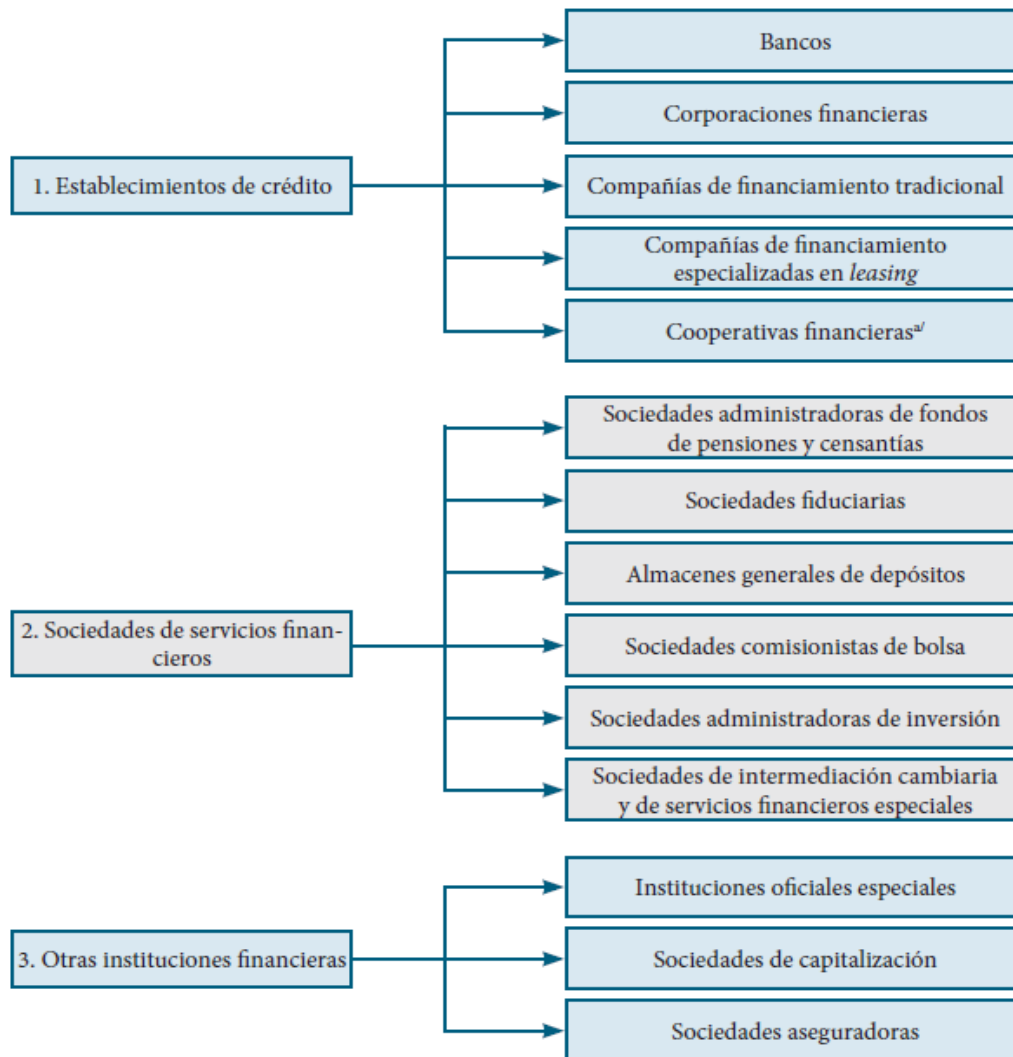 Bancos
Corporaciones financieras
1. Establecimientos de crédito
Compañías de financiamiento tradicional
Compañías de financiamiento
especializadas en leasing
Cooperativas financierasa/
Sociedades administradoras de fondos
de pensiones y censantías
Sociedades fiduciarias
Almacenes generales de depósitos
2. Sociedades de servicios finan-
cieros
Sociedades comisionistas de bolsa
Sociedades administradoras de inversión
Sociedades de intermediación cambiaria
y de servicios financieros especiales
Instituciones oficiales especiales
3. Otras instituciones financieras
Sociedades de capitalización
Sociedades aseguradoras